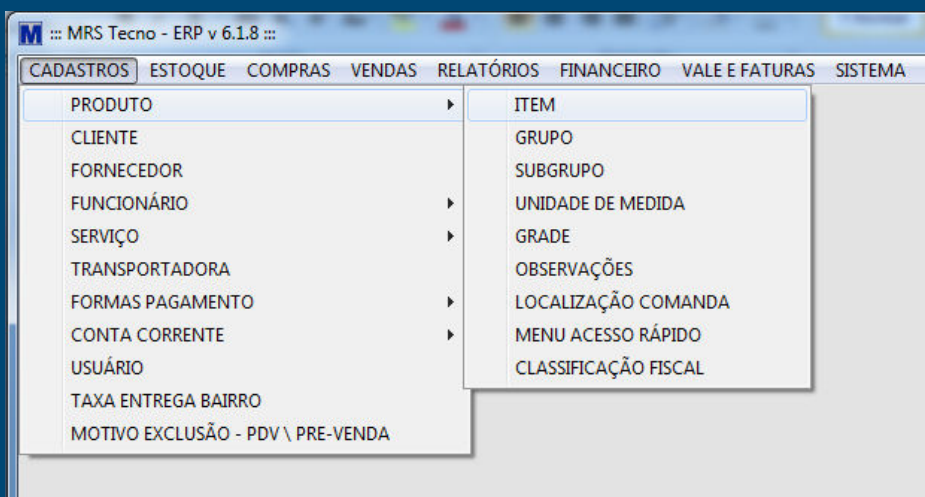 M ::: MRS Tecno - ERP v 6.1.8 :::
CADASTROS ESTOQUE COMPRAS VENDAS RELATÓRIOS FINANCEIRO VALE E FATURAS SISTEMA
PRODUTO
CLIENTE
FORNECEDOR
FUNCIONÁRIO
SERVIÇO
TRANSPORTADORA
FORMAS PAGAMENTO
CONTA CORRENTE
USUÁRIO
TAXA ENTREGA BAIRRO
MOTIVO EXCLUSÃO - PDV \ PRE-VENDA
ITEM
GRUPO
SUBGRUPO
UNIDADE DE MEDIDA
GRADE
OBSERVAÇÕES
LOCALIZAÇÃO COMANDA
MENU ACESSO RÁPIDO
CLASSIFICAÇÃO FISCAL